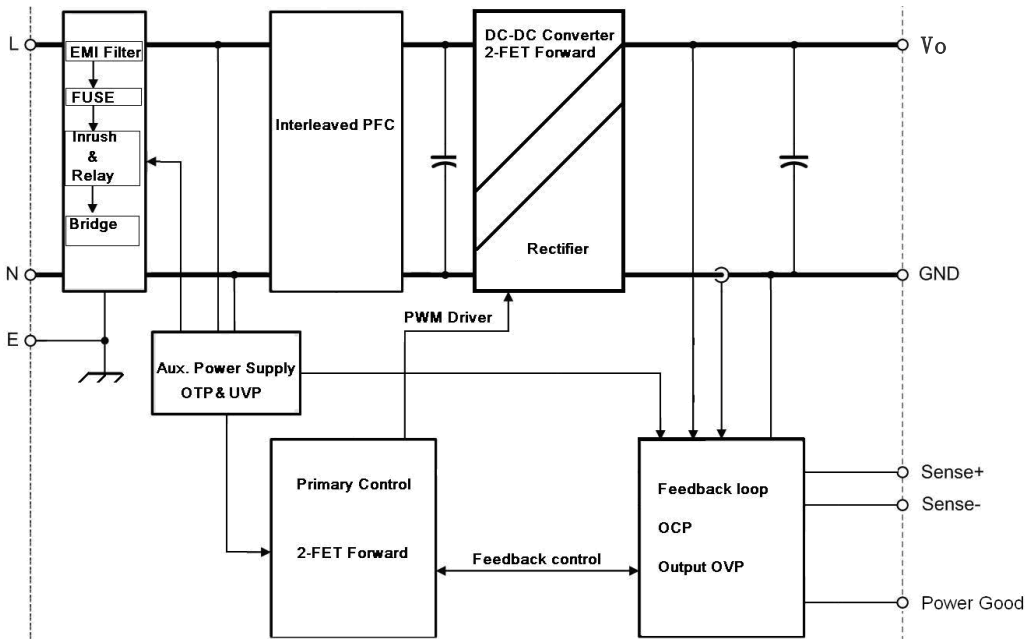 L
EMI Filter
FUSE
Inrush
&
Relay
Bridge
N
E
Interleaved PFC
DC-DC Converter
2-FET Forward
Rectifier
Vo
GND
PWM Driver
Aux. Power Supply
OTP & UVP
Primary Control
2-FET Forward
Feedback control
Feedback loop
OCP
Output OVP
Sense+
Sense-
Power Good